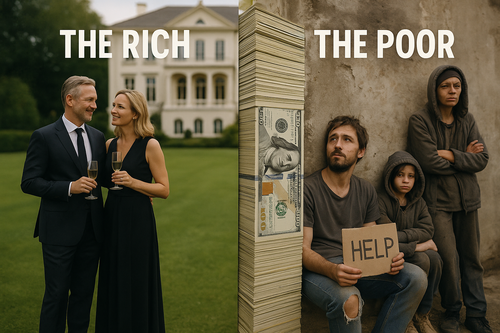 THE RICH
THE POOR
HELP